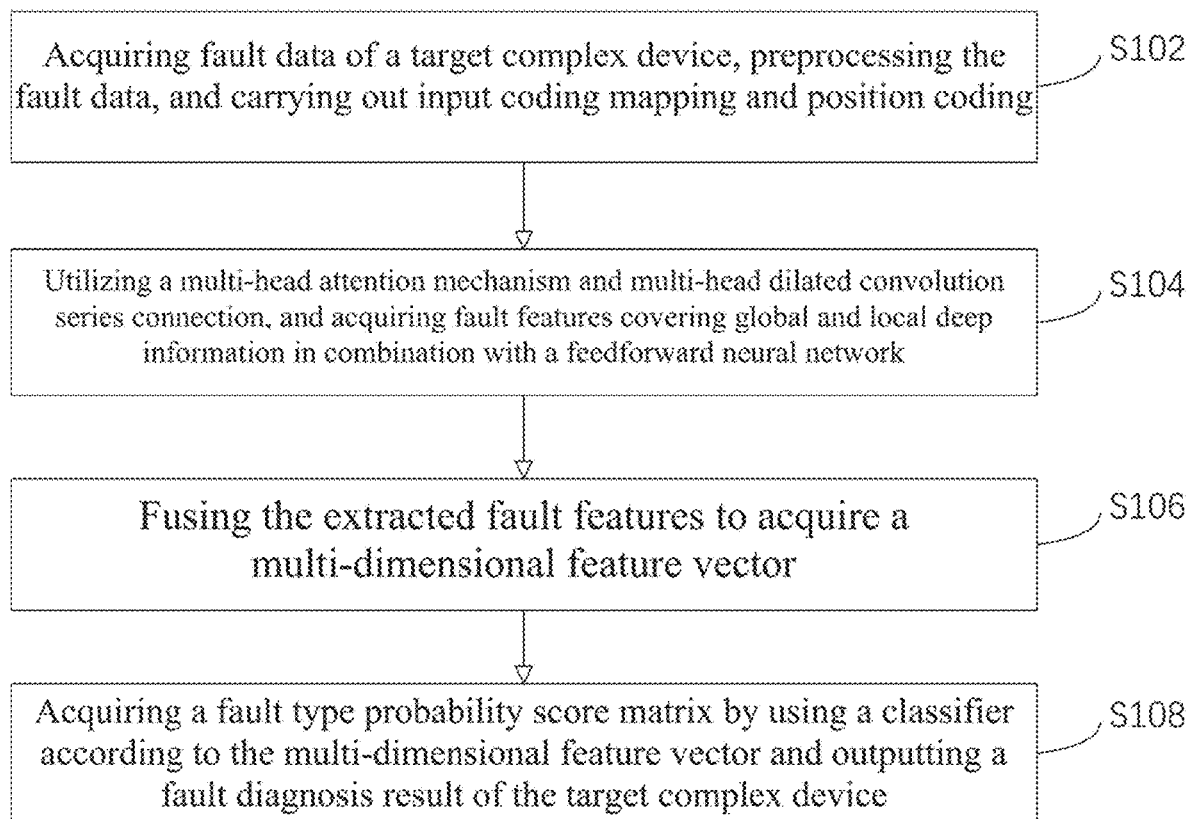 Acquiring fault data of a target complex device, preprocessing the
fault data, and carrying out input coding mapping and position coding
S102
Utilizing a multi-head attention mechanism and multi-head dilated convolution
series connection, and acquiring fault features covering global and local deep
information in combination with a feedforward neural network
S104
Fusing the extracted fault features to acquire a
multi-dimensional feature vector
S106
Acquiring a fault type probability score matrix by using a classifier
according to the multi-dimensional feature vector and outputting a
fault diagnosis result of the target complex device
S108